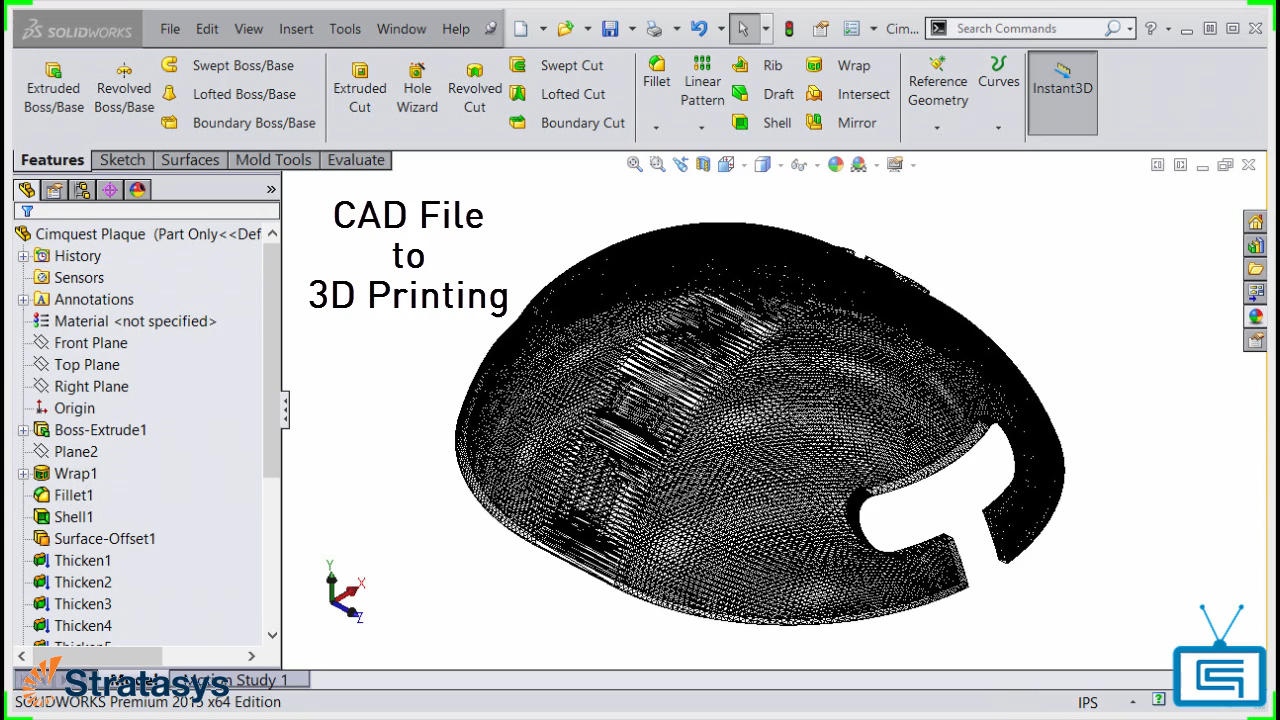 SOLIDWORKS File Edit View Insert Tools Window Help Cim... Search Commands
Extruded Boss/Base
Revolved Boss/Base
Swept Boss/Base
Lofted Boss/Base
Boundary Boss/Base
Extruded Cut
Hole Wizard
Revolved Cut
Swept Cut
Lofted Cut
Boundary Cut
Fillet
Linear Pattern
Rib
Draft
Shell
Wrap
Intersect
Mirror
Reference Geometry
Curves
Instant3D
Features Sketch Surfaces Mold Tools Evaluate
Cimquest Plaque (Part Only<<Def
History
Sensors
Annotations
Material <not specified>
Front Plane
Top Plane
Right Plane
Origin
Boss-Extrude1
Plane2
Wrap1
Fillet1
Shell1
Surface-Offset1
Thicken1
Thicken2
Thicken3
Thicken4
CAD File
to
3D Printing
Y
X
Z
Model Motion Study 1
Stratasys
SOLIDWORKS Premium 2015 x64 Edition
IPS